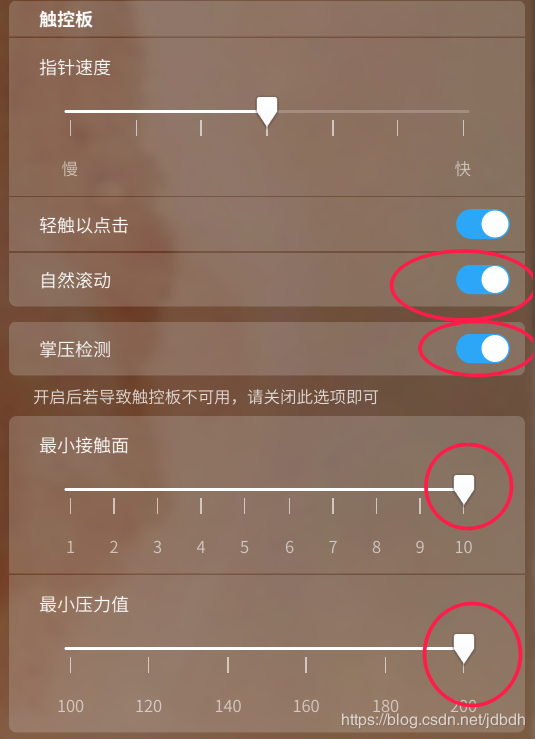 触控板
指针速度
慢 快
轻触以点击
自然滚动
掌压检测
开启后若导致触控板不可用，请关闭此选项即可
最小接触面
1 2 3 4 5 6 7 8 9 10
最小压力值
100 120 140 160 180 200
https://blog.csdn.net/jdbdh